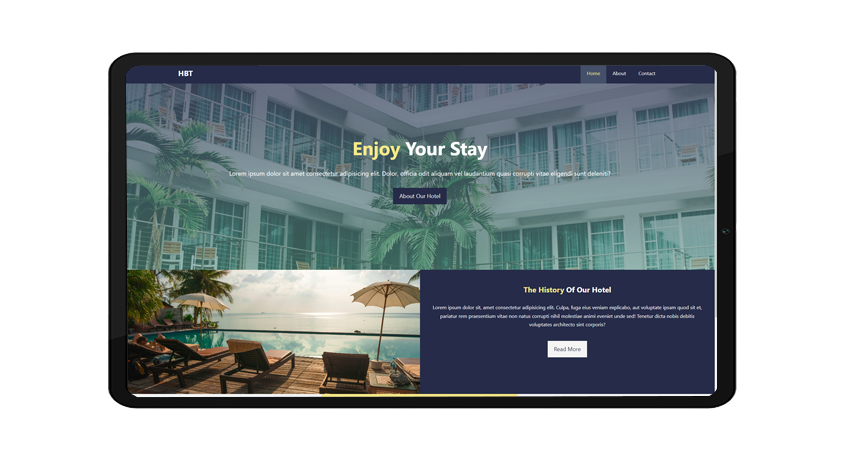 HBT
Home About Contact
Enjoy Your Stay
Lorem ipsum dolor sit amet consectetur adipisicing elit. Dolor, officia odit aliquam vel laudantium quasi corrupti vitae eligendi sunt deleniti?
About Our Hotel
The History Of Our Hotel
Lorem ipsum dolor sit, amet consectetur adipisicing elit. Culpa, fuga eius veniam explicabo, aut voluptate ipsam quod sit et,
pariatur rem praesentium vitae non natus corrupti nihil molestiae animi eveniet unde sed! Tenetur dicta nobis debitis
voluptates architecto sint corporis?
Read More